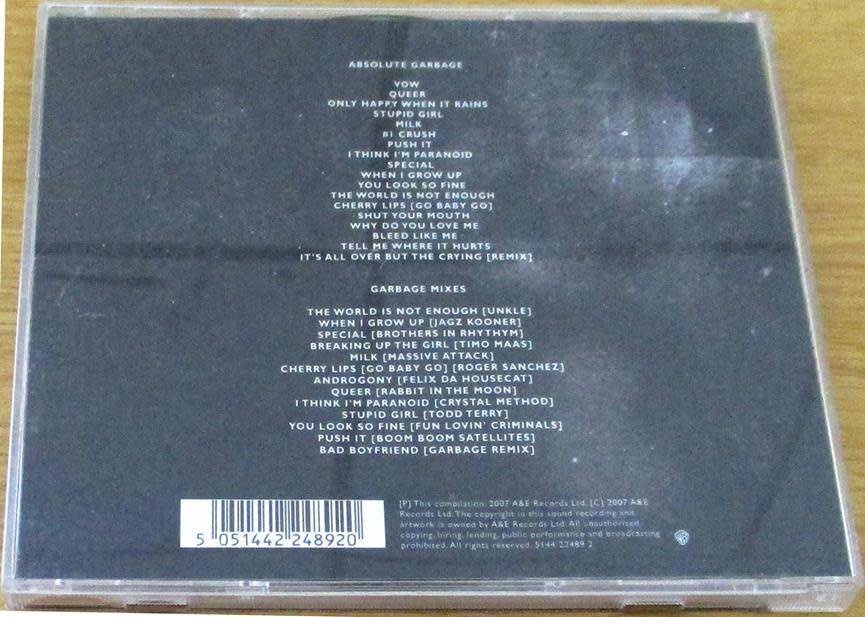 ABSOLUTE GARBAGE
VOW
QUEER
ONLY HAPPY WHEN IT RAINS
STUPID GIRL
MILK
#1 CRUSH
PUSH IT
I THINK I'M PARANOID
SPECIAL
WHEN I GROW UP
YOU LOOK SO FINE
THE WORLD IS NOT ENOUGH
CHERRY LIPS [GO BABY GO]
SHUT YOUR MOUTH
WHY DO YOU LOVE ME
BLEED LIKE ME
TELL ME WHERE IT HURTS
IT'S ALL OVER BUT THE CRYING [REMIX]
GARBAGE MIXES
THE WORLD IS NOT ENOUGH [UNKLE]
WHEN I GROW UP [JAGZ KOONER]
SPECIAL [BROTHERS IN RHYTHYM]
BREAKING UP THE GIRL [TIMO MAAS]
MILK [MASSIVE ATTACK]
CHERRY LIPS [GO BABY GO] [ROGER SANCHEZ]
ANDROGONY [FELIX DA HOUSECAT]
QUEER [RABBIT IN THE MOON]
I THINK I'M PARANOID [CRYSTAL METHOD]
STUPID GIRL [TODD TERRY]
YOU LOOK SO FINE [FUN LOVIN' CRIMINALS]
PUSH IT [BOOM BOOM SATELLITES]
BAD BOYFRIEND [GARBAGE REMIX]
5 051442 248920
[P] This compilation: 2007 A&E Records Ltd. [C] 2007 A&E
Records Ltd. The copyright in this sound recording and
artwork is owned by A&E Records Ltd. All unauthorised
copying, hiring, lending, public performance and broadcasting
prohibited. All rights reserved. 5144 22489 2